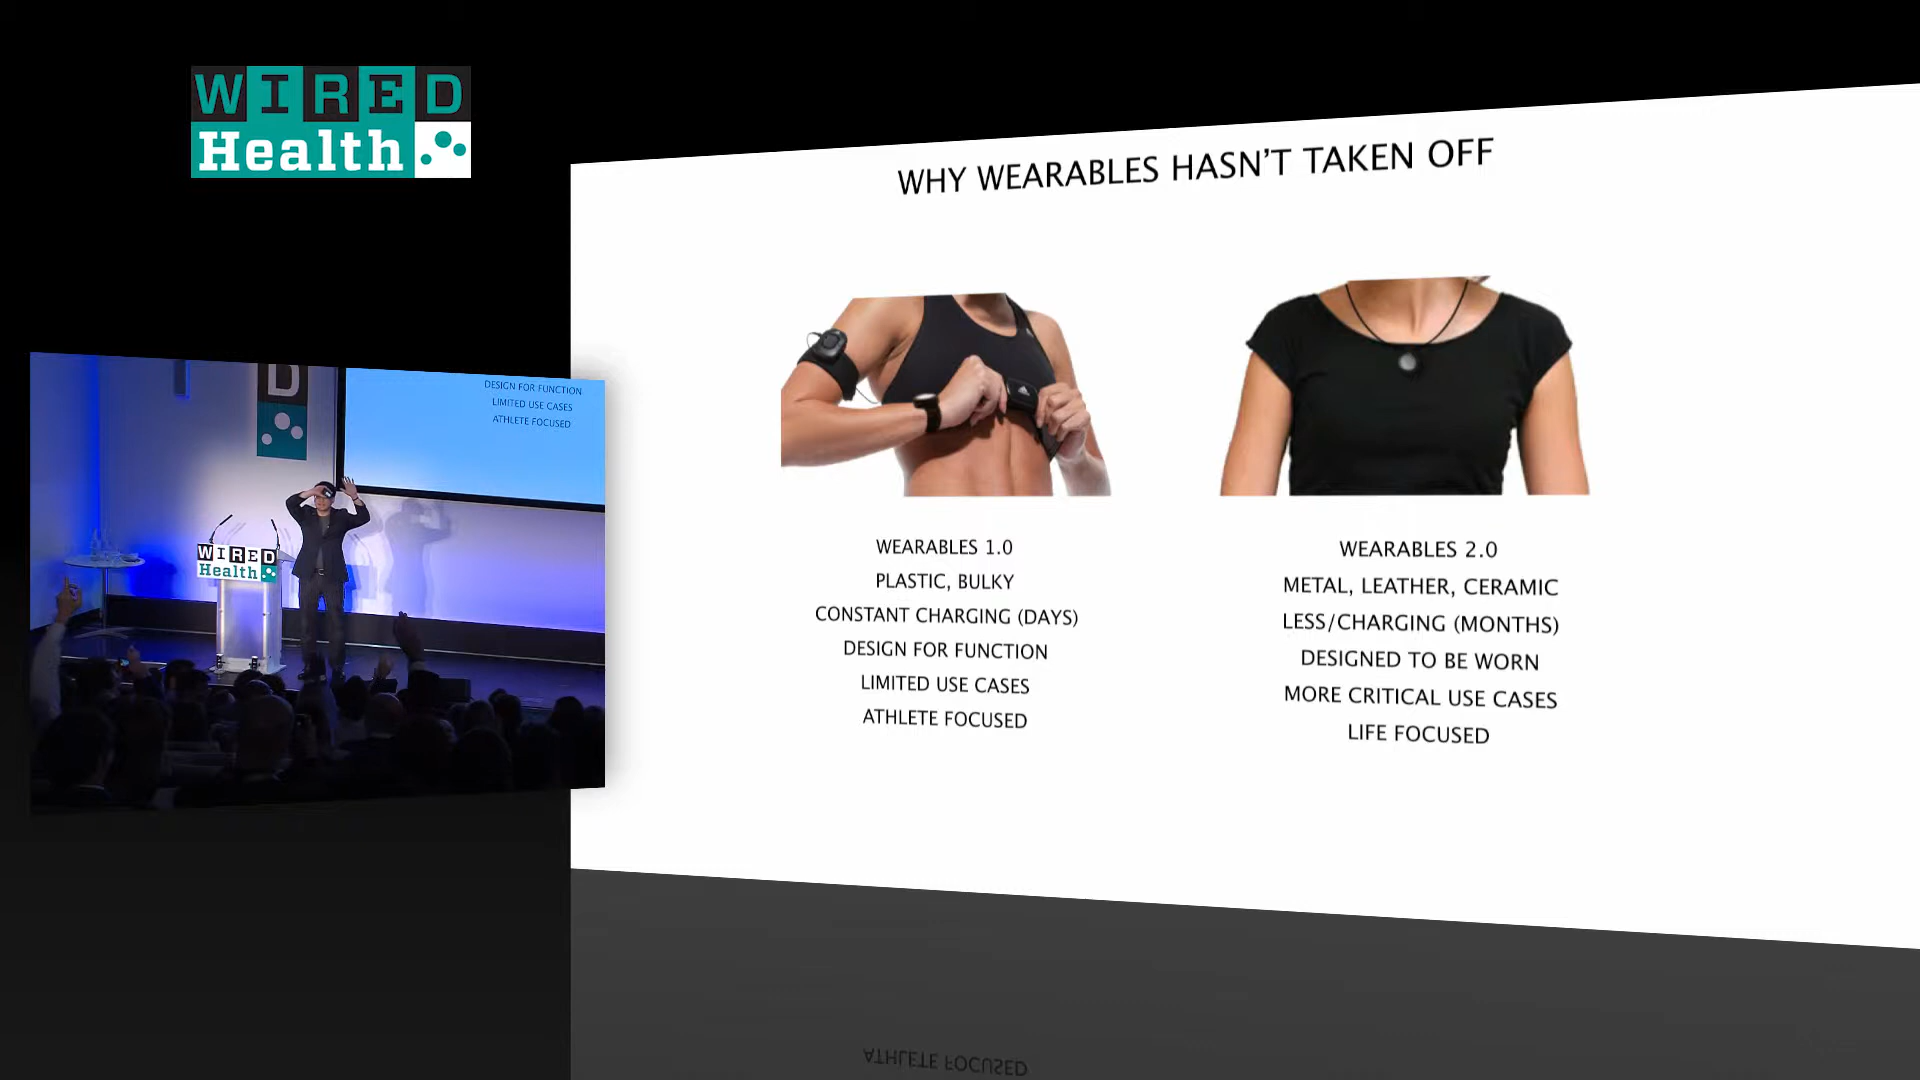 WIRED
Health
WHY WEARABLES HASN'T TAKEN OFF
D
DESIGN FOR FUNCTION
LIMITED USE CASES
ATHLETE FOCUSED
WIRED
Health
WEARABLES 1.0
PLASTIC, BULKY
CONSTANT CHARGING (DAYS)
DESIGN FOR FUNCTION
LIMITED USE CASES
ATHLETE FOCUSED
WEARABLES 2.0
METAL, LEATHER, CERAMIC
LESS/CHARGING (MONTHS)
DESIGNED TO BE WORN
MORE CRITICAL USE CASES
LIFE FOCUSED
ATHLETE FOCUSED